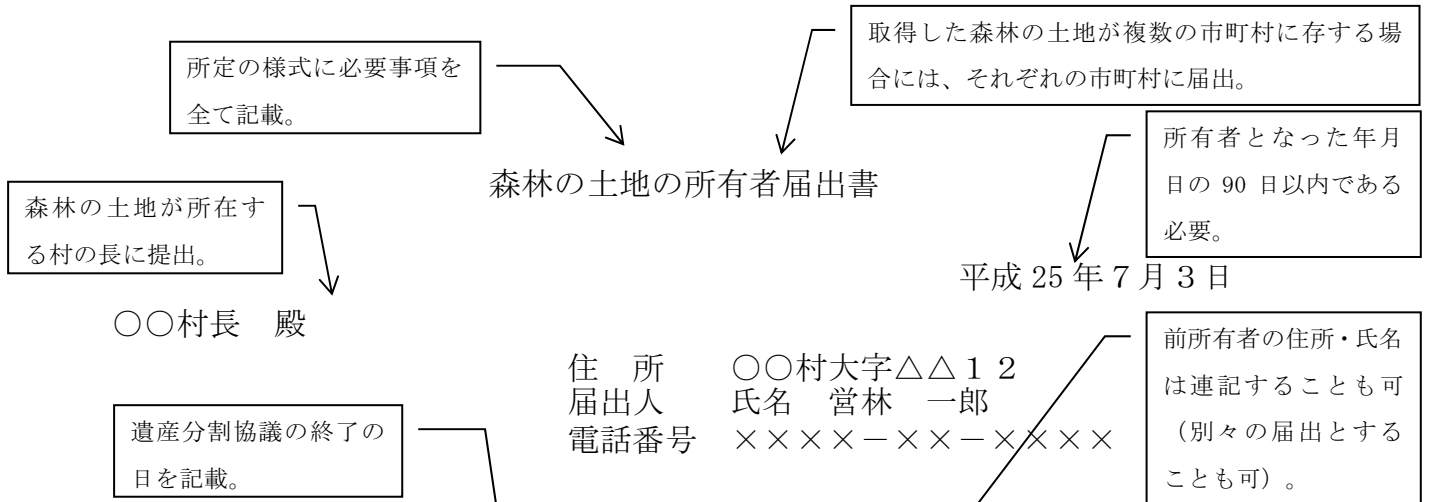 取得した森林の土地が複数の市町村に存する場
合には、それぞれの市町村に届出。
所定の様式に必要事項を
全て記載。
所有者となった年月
日の 90 日以内である
必要。
森林の土地の所有者届出書
森林の土地が所在す
る村の長に提出。
平成 25 年７月３日
○○村長　殿
前所有者の住所・氏名
は連記することも可
（別々の届出とする
ことも可）。
住　所　　○○村大字△△１２
届出人　　氏名　営林　一郎
電話番号　××××－××－××××
遺産分割協議の終了の
日を記載。